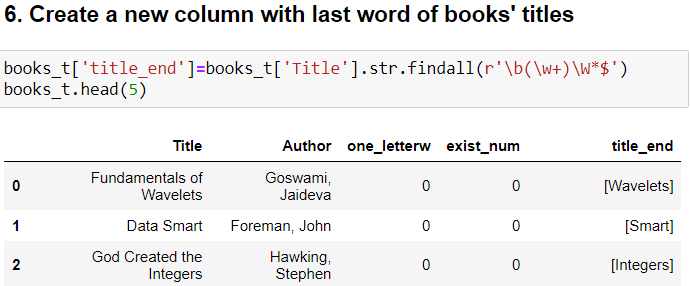 6. Create a new column with last word of books' titles
books_t['title_end']=books_t['Title'].str.findall(r'\b(\w+)\W*$')
books_t.head(5)
Title Author one_letterw exist_num title_end
0 Fundamentals of Wavelets Goswami, Jaideva 0 0 [Wavelets]
1 Data Smart Foreman, John 0 0 [Smart]
2 God Created the Integers Hawking, Stephen 0 0 [Integers]